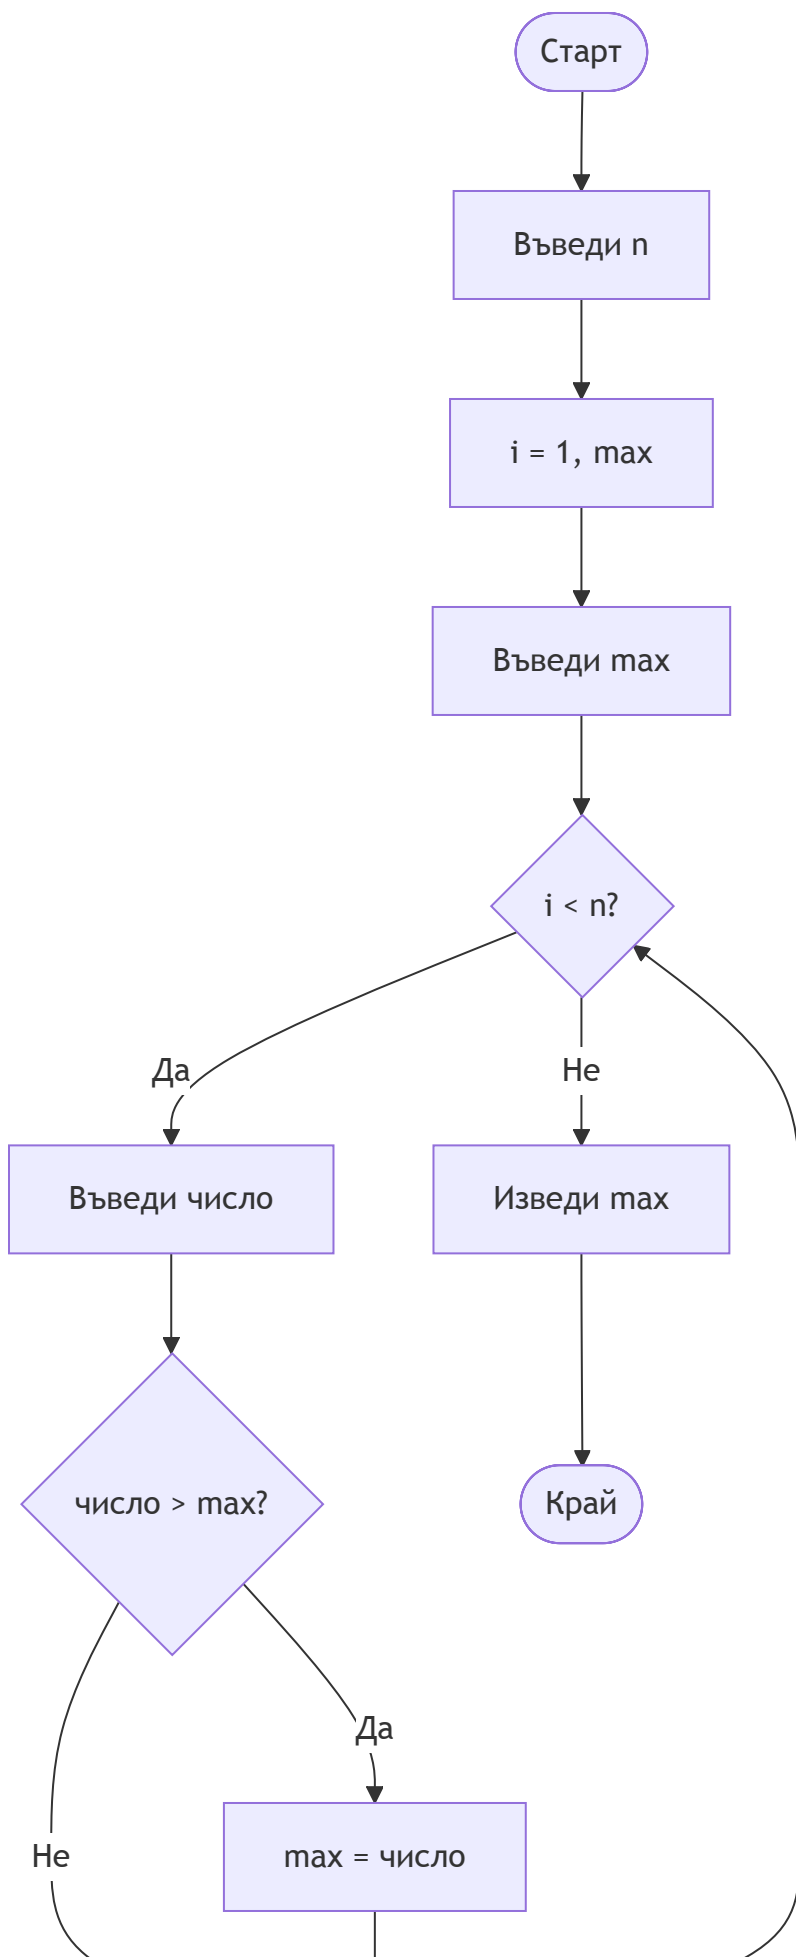 Старт
Въведи n
i = 1, max
Въведи max
i < n?
Да
Не
Въведи число
Изведи max
число > max?
Край
Да
Не
max = число